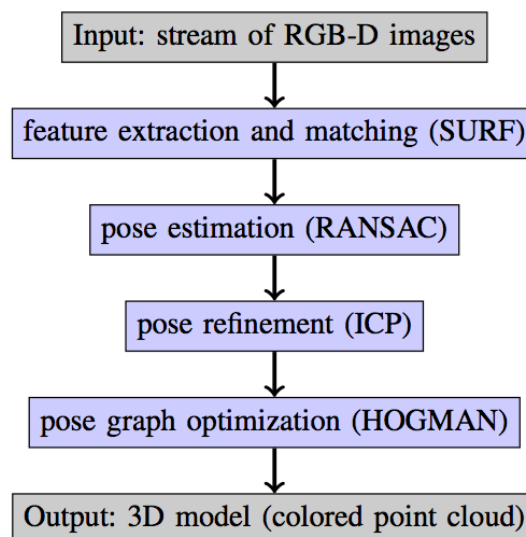 Input: stream of RGB-D images
feature extraction and matching (SURF)
pose estimation (RANSAC)
pose refinement (ICP)
pose graph optimization (HOGMAN)
Output: 3D model (colored point cloud)